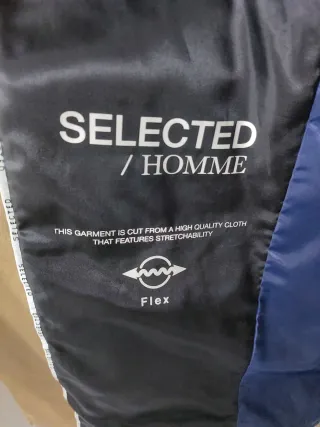 SELECTED
/ HOMME
THIS GARMENT IS CUT FROM A HIGH QUALITY CLOTH
THAT FEATURES STRETCHABILITY
Flex